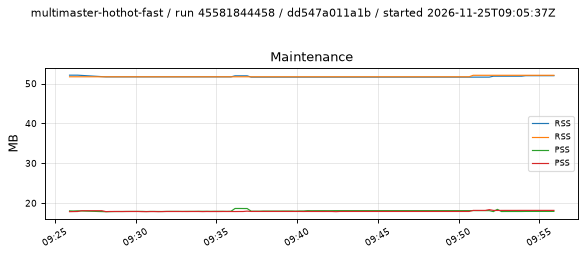 multimaster-hothot-fast / run 45581844458 / dd547a011a1b / started 2026-11-25T09:05:37Z
Maintenance
MB
50
40
30
20
RSS
RSS
PSS
PSS
09:25
09:30
09:35
09:40
09:45
09:50
09:55